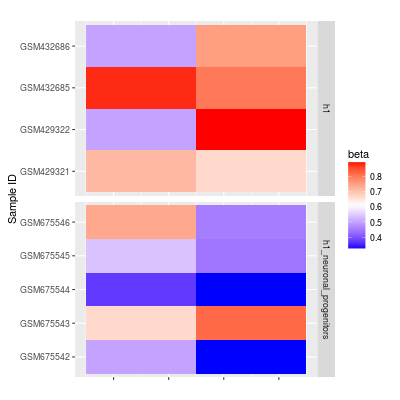 GSM432686
GSM432685
GSM429322
GSM429321
h1
GSM675546
GSM675545
GSM675544
GSM675543
GSM675542
h1_neuronal_progenitors
Sample ID
beta
0.8
0.7
0.6
0.5
0.4